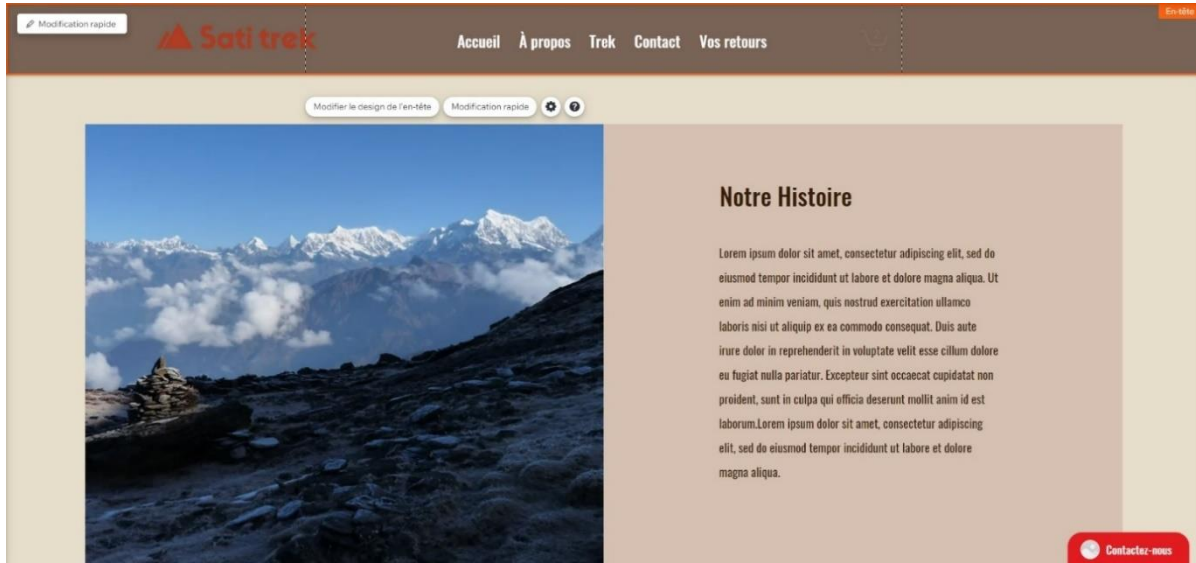 Modification rapide
Sati trek
Accueil À propos Trek Contact Vos retours
En-tête
Modifier le design de l'en-tête Modification rapide
Notre Histoire
Lorem ipsum dolor sit amet, consectetur adipiscing elit, sed do
eiusmod tempor incididunt ut labore et dolore magna aliqua. Ut
enim ad minim veniam, quis nostrud exercitation ullamco
laboris nisi ut aliquip ex ea commodo consequat. Duis aute
irure dolor in reprehenderit in voluptate velit esse cillum dolore
eu fugiat nulla pariatur. Excepteur sint occaecat cupidatat non
proident, sunt in culpa qui officia deserunt mollit anim id est
laborum.Lorem ipsum dolor sit amet, consectetur adipiscing
elit, sed do eiusmod tempor incididunt ut labore et dolore
magna aliqua.
Contactez-nous